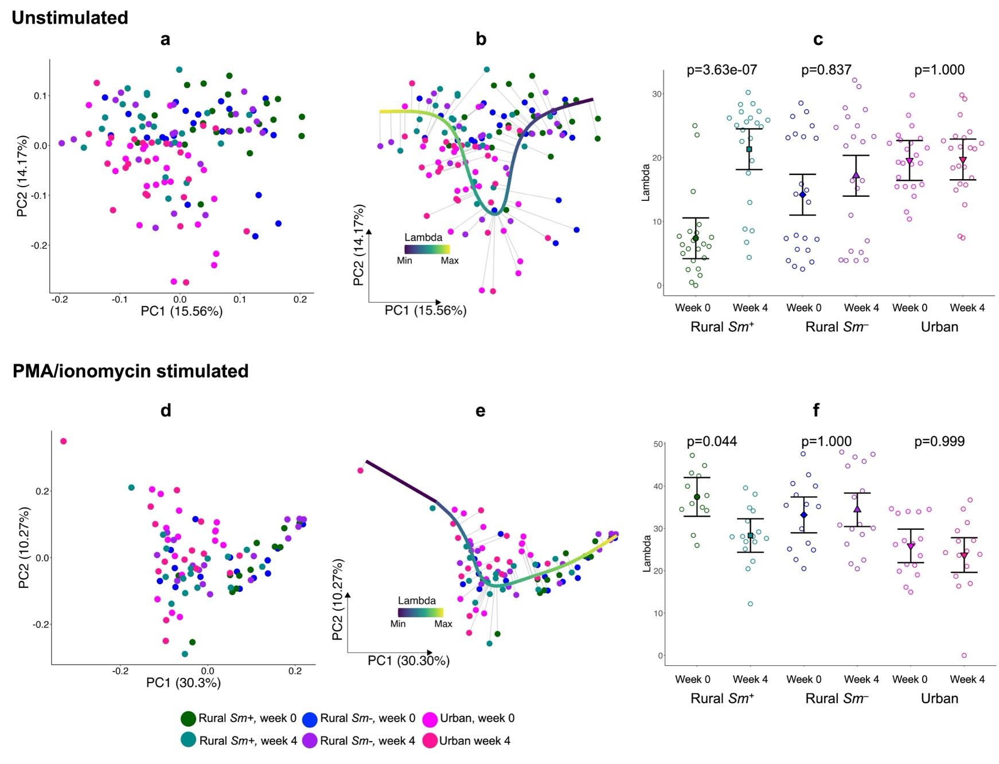 Unstimulated
a
b
c
PC2 (14.17%)
0.1
0.0
-0.1
-0.2
-0.2
-0.1
0.0
0.1
0.2
PC1 (15.56%)
PC2 (14.17%)
Lambda
Min
Max
PC1 (15.56%)
p=3.63e-07
p=0.837
p=1.000
Lambda
30
20
10
0
Week 0
Week 4
Week 0
Week 4
Week 0
Week 4
Rural Sm+
Rural Sm–
Urban
PMA/ionomycin stimulated
d
e
f
PC2 (10.27%)
0.2
0.0
-0.2
-0.2
0.0
0.2
PC1 (30.3%)
PC2 (10.27%)
Lambda
Min
Max
PC1 (30.30%)
p=0.044
p=1.000
p=0.999
Lambda
50
40
30
20
10
0
Week 0
Week 4
Week 0
Week 4
Week 0
Week 4
Rural Sm+
Rural Sm–
Urban
Rural Sm+, week 0
Rural Sm-, week 0
Urban, week 0
Rural Sm+, week 4
Rural Sm-, week 4
Urban week 4